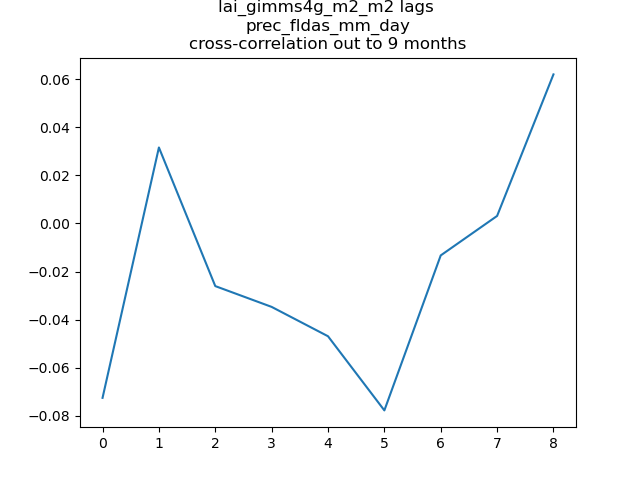 lai_gimms4g_m2_m2 lags
prec_fldas_mm_day
cross-correlation out to 9 months
0.06
0.04
0.02
0.00
−0.02
−0.04
−0.06
−0.08
0 1 2 3 4 5 6 7 8